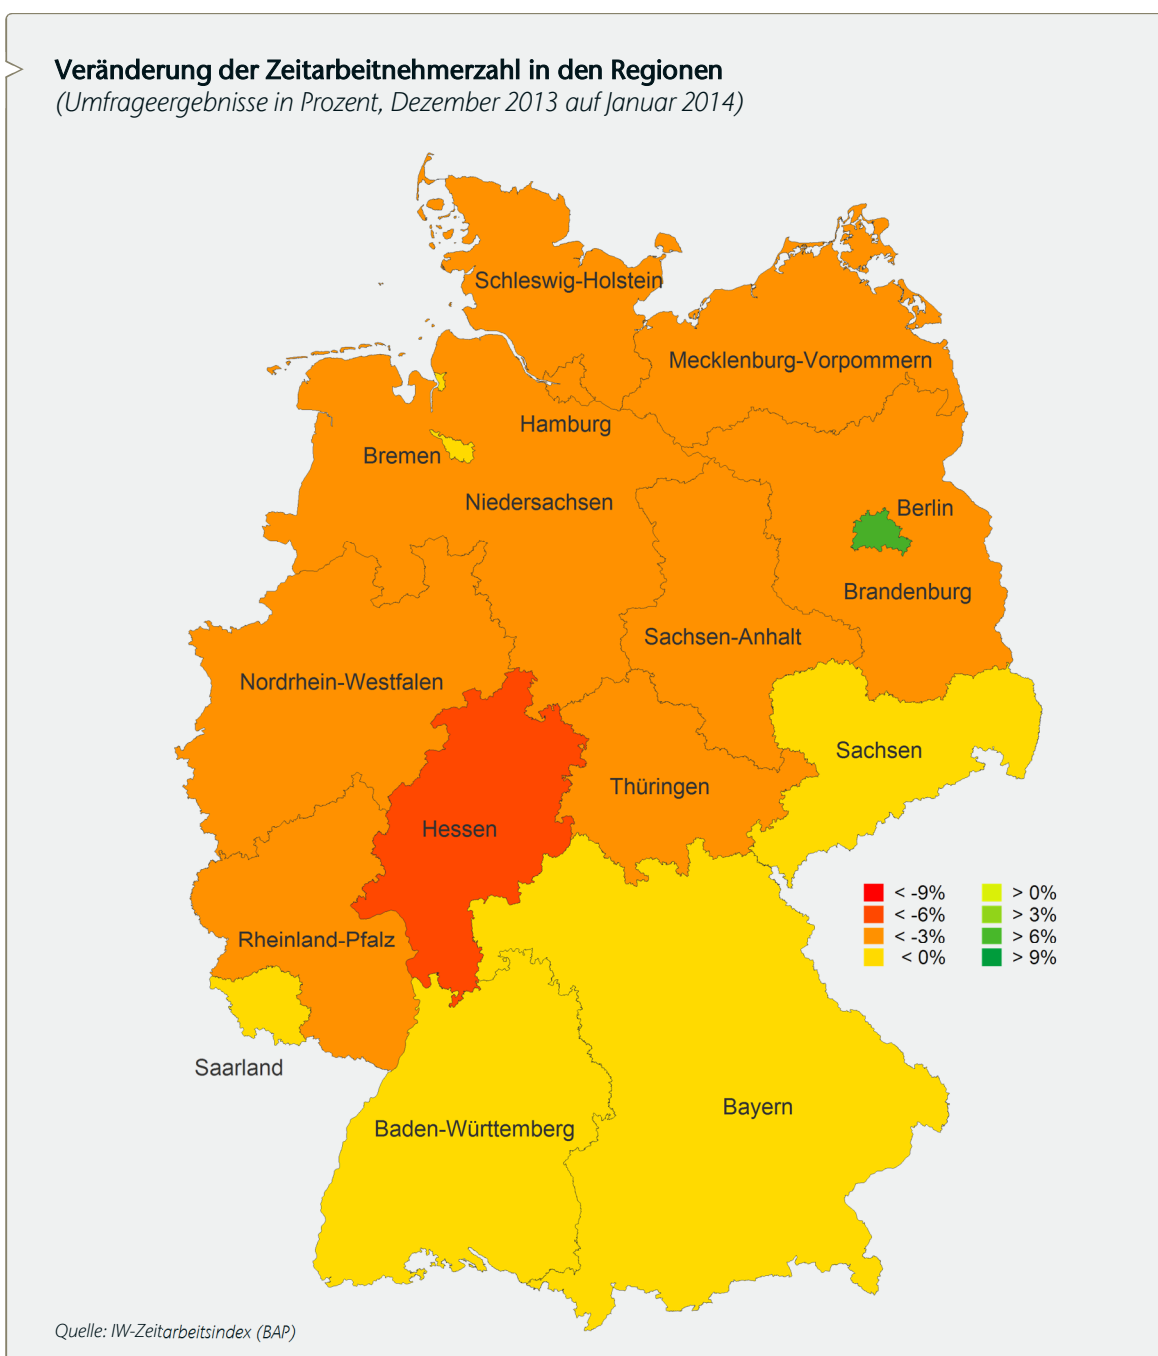 Veränderung der Zeitarbeitnehmerzahl in den Regionen
(Umfrageergebnisse in Prozent, Dezember 2013 auf Januar 2014)
Schleswig-Holstein
Mecklenburg-Vorpommern
Hamburg
Bremen
Niedersachsen
Berlin
Brandenburg
Sachsen-Anhalt
Nordrhein-Westfalen
Sachsen
Thüringen
Hessen
< -9% > 0%
< -6% > 3%
< -3% > 6%
< 0% > 9%
Rheinland-Pfalz
Saarland
Bayern
Baden-Württemberg
Quelle: IW-Zeitarbeitsindex (BAP)